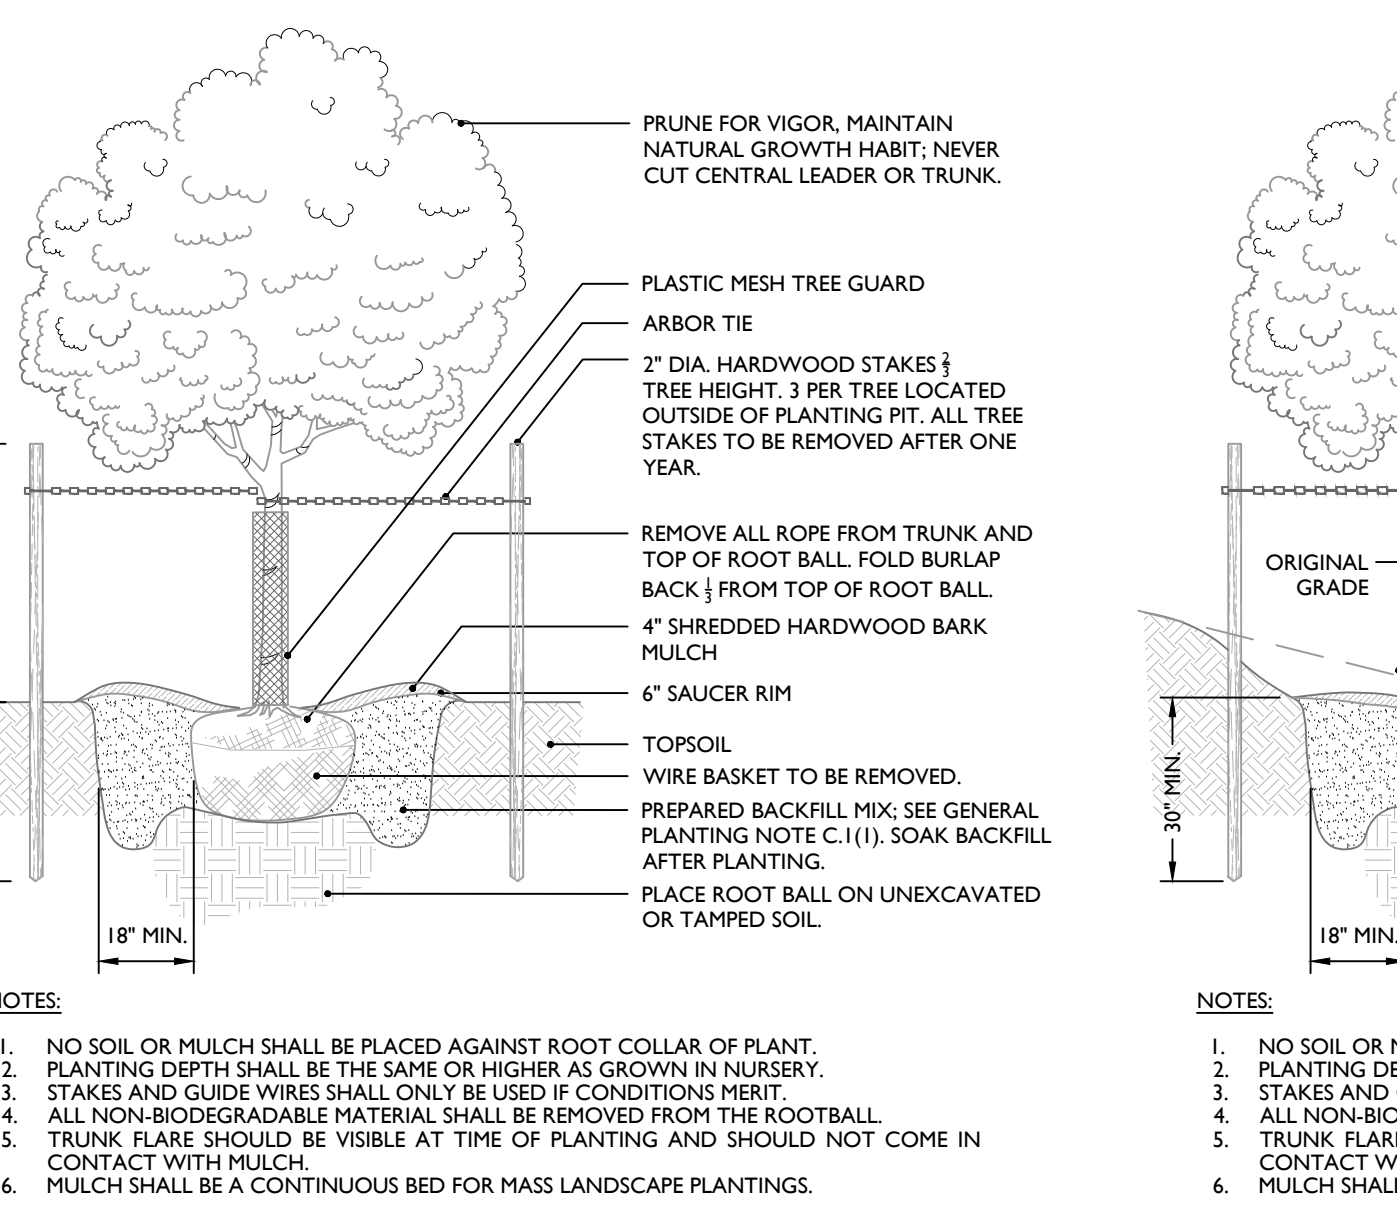 PRUNE FOR VIGOR, MAINTAIN
NATURAL GROWTH HABIT; NEVER
CUT CENTRAL LEADER OR TRUNK.
PLASTIC MESH TREE GUARD
ARBOR TIE
2" DIA. HARDWOOD STAKES 2/3
TREE HEIGHT. 3 PER TREE LOCATED
OUTSIDE OF PLANTING PIT. ALL TREE
STAKES TO BE REMOVED AFTER ONE
YEAR.
REMOVE ALL ROPE FROM TRUNK AND
TOP OF ROOT BALL. FOLD BURLAP
BACK 1/3 FROM TOP OF ROOT BALL.
4" SHREDDED HARDWOOD BARK
MULCH
6" SAUCER RIM
TOPSOIL
WIRE BASKET TO BE REMOVED.
PREPARED BACKFILL MIX; SEE GENERAL
PLANTING NOTE C.1(1). SOAK BACKFILL
AFTER PLANTING.
PLACE ROOT BALL ON UNEXCAVATED
OR TAMPED SOIL.
18" MIN.
OTES:
1. NO SOIL OR MULCH SHALL BE PLACED AGAINST ROOT COLLAR OF PLANT.
2. PLANTING DEPTH SHALL BE THE SAME OR HIGHER AS GROWN IN NURSERY.
3. STAKES AND GUIDE WIRES SHALL ONLY BE USED IF CONDITIONS MERIT.
4. ALL NON-BIODEGRADABLE MATERIAL SHALL BE REMOVED FROM THE ROOTBALL.
5. TRUNK FLARE SHOULD BE VISIBLE AT TIME OF PLANTING AND SHOULD NOT COME IN
CONTACT WITH MULCH.
6. MULCH SHALL BE A CONTINUOUS BED FOR MASS LANDSCAPE PLANTINGS.
ORIGINAL
GRADE
30" MIN.
18" MIN.
NOTES:
1. NO SOIL OR
2. PLANTING DE
3. STAKES AND
4. ALL NON-BIO
5. TRUNK FLAR
CONTACT W
6. MULCH SHAL